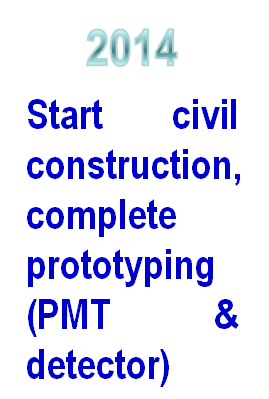 2014
Start civil
construction,
complete
prototyping
(PMT &
detector)